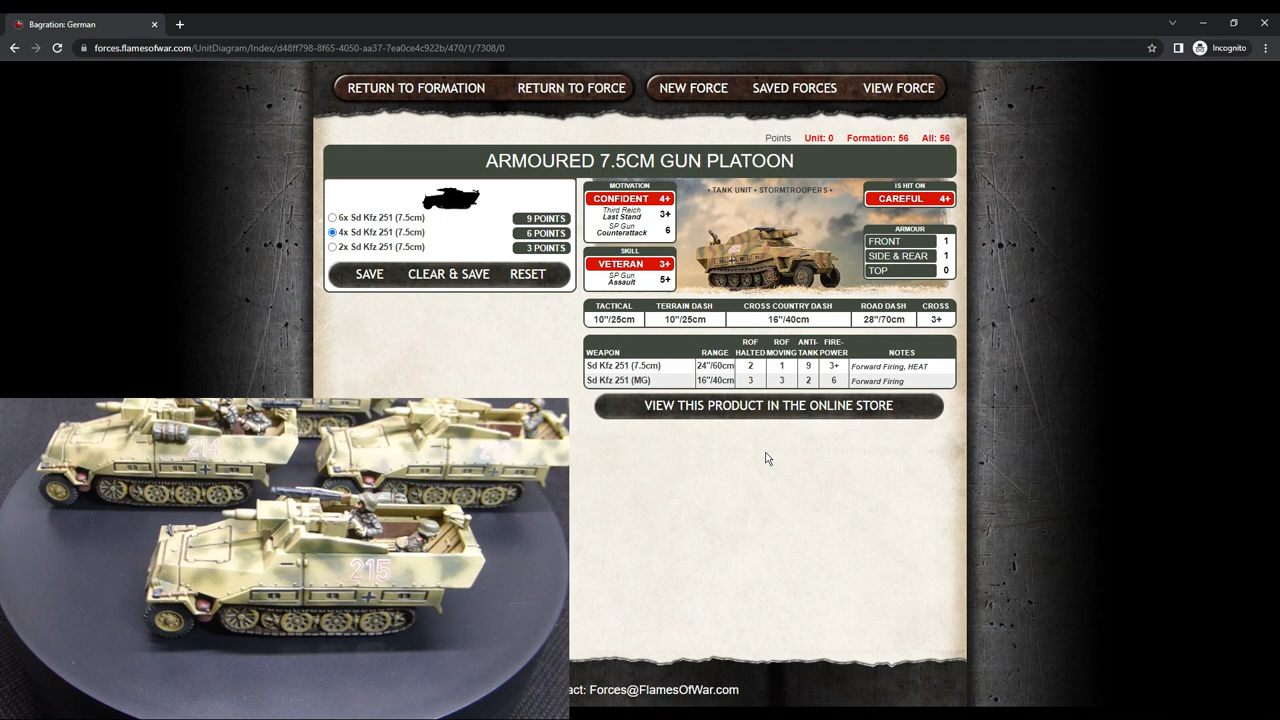 Bagration: German
forces.flamesofwar.com/UnitDiagram/Index/d48ff798-8f65-4050-aa37-7ea0ce4c922b/470/1/7308/0
Incognito
RETURN TO FORMATION RETURN TO FORCE NEW FORCE SAVED FORCES VIEW FORCE
Points Unit: 0 Formation: 56 All: 56
ARMOURED 7.5CM GUN PLATOON
6x Sd Kfz 251 (7.5cm) 9 POINTS
4x Sd Kfz 251 (7.5cm) 6 POINTS
2x Sd Kfz 251 (7.5cm) 3 POINTS
SAVE CLEAR & SAVE RESET
MOTIVATION
CONFIDENT 4+
Third Reich
Last Stand 3+
SP Gun
Counterattack 6
SKILL
VETERAN 3+
SP Gun
Assault 5+
• TANK UNIT • STORMTROOPERS •
IS HIT ON
CAREFUL 4+
ARMOUR
FRONT 1
SIDE & REAR 1
TOP 0
TACTICAL TERRAIN DASH CROSS COUNTRY DASH ROAD DASH CROSS
10"/25cm 10"/25cm 16"/40cm 28"/70cm 3+
WEAPON RANGE ROF HALTED ROF MOVING ANTI-TANK FIRE-POWER NOTES
Sd Kfz 251 (7.5cm) 24"/60cm 2 1 9 3+ Forward Firing, HEAT
Sd Kfz 251 (MG) 16"/40cm 3 3 2 6 Forward Firing
VIEW THIS PRODUCT IN THE ONLINE STORE
214
215
act: Forces@FlamesOfWar.com